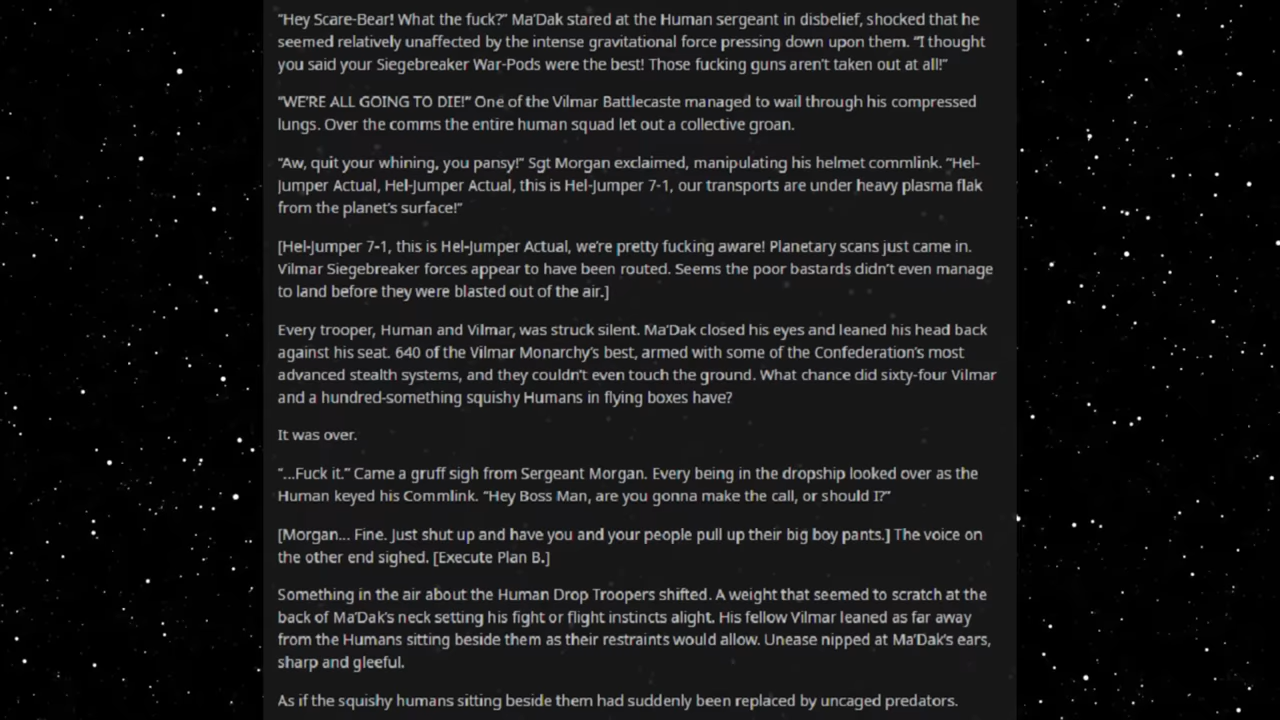 “Hey Scare-Bear! What the fuck?” Ma’Dak stared at the Human sergeant in disbelief, shocked that he
seemed relatively unaffected by the intense gravitational force pressing down upon them. “I thought
you said your Siegebreaker War-Pods were the best! Those fucking guns aren’t taken out at all!”
“WE’RE ALL GOING TO DIE!” One of the Vilmar Battlecaste managed to wail through his compressed
lungs. Over the comms the entire human squad let out a collective groan.
“Aw, quit your whining, you pansy!” Sgt Morgan exclaimed, manipulating his helmet commlink. “Hel-
Jumper Actual, Hel-Jumper Actual, this is Hel-Jumper 7-1, our transports are under heavy plasma flak
from the planet’s surface!”
[Hel-Jumper 7-1, this is Hel-Jumper Actual, we’re pretty fucking aware! Planetary scans just came in.
Vilmar Siegebreaker forces appear to have been routed. Seems the poor bastards didn’t even manage
to land before they were blasted out of the air.]
Every trooper, Human and Vilmar, was struck silent. Ma’Dak closed his eyes and leaned his head back
against his seat. 640 of the Vilmar Monarchy’s best, armed with some of the Confederation’s most
advanced stealth systems, and they couldn’t even touch the ground. What chance did sixty-four Vilmar
and a hundred-something squishy Humans in flying boxes have?
It was over.
“...Fuck it.” Came a gruff sigh from Sergeant Morgan. Every being in the dropship looked over as the
Human keyed his Commlink. “Hey Boss Man, are you gonna make the call, or should I?”
[Morgan... Fine. Just shut up and have you and your people pull up their big boy pants.] The voice on
the other end sighed. [Execute Plan B.]
Something in the air about the Human Drop Troopers shifted. A weight that seemed to scratch at the
back of Ma’Dak’s neck setting his fight or flight instincts alight. His fellow Vilmar leaned as far away
from the Humans sitting beside them as their restraints would allow. Unease nipped at Ma’Dak’s ears,
sharp and gleeful.
As if the squishy humans sitting beside them had suddenly been replaced by uncaged predators.